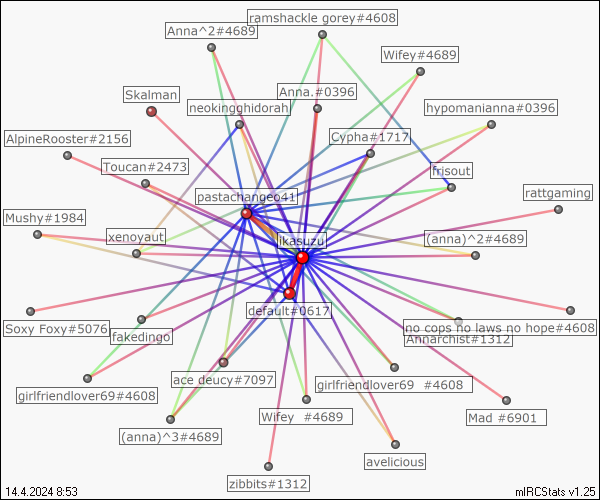 ramshackle gorey#4608
Anna^2#4689
Wifey#4689
Skalman
Anna.#0396
neokingghidorah
hypomanianna#0396
AlpineRooster#2156
Cypha#1717
Toucan#2473
frisout
pastachange041
rattgaming
Mushy#1984
xenoyaut
ikasuzu
(anna)^2#4689
default#0617
Soxy Foxy#5076
fakeding0
no cops no laws no hope#4608
Annarchist#1312
ace deucy#7097
girlfriendlover69 #4608
girlfriendlover69#4608
Wifey #4689
Mad #6901
(anna)^3#4689
avelicious
zibbits#1312
14.4.2024 8:53
mIRCStats v1.25